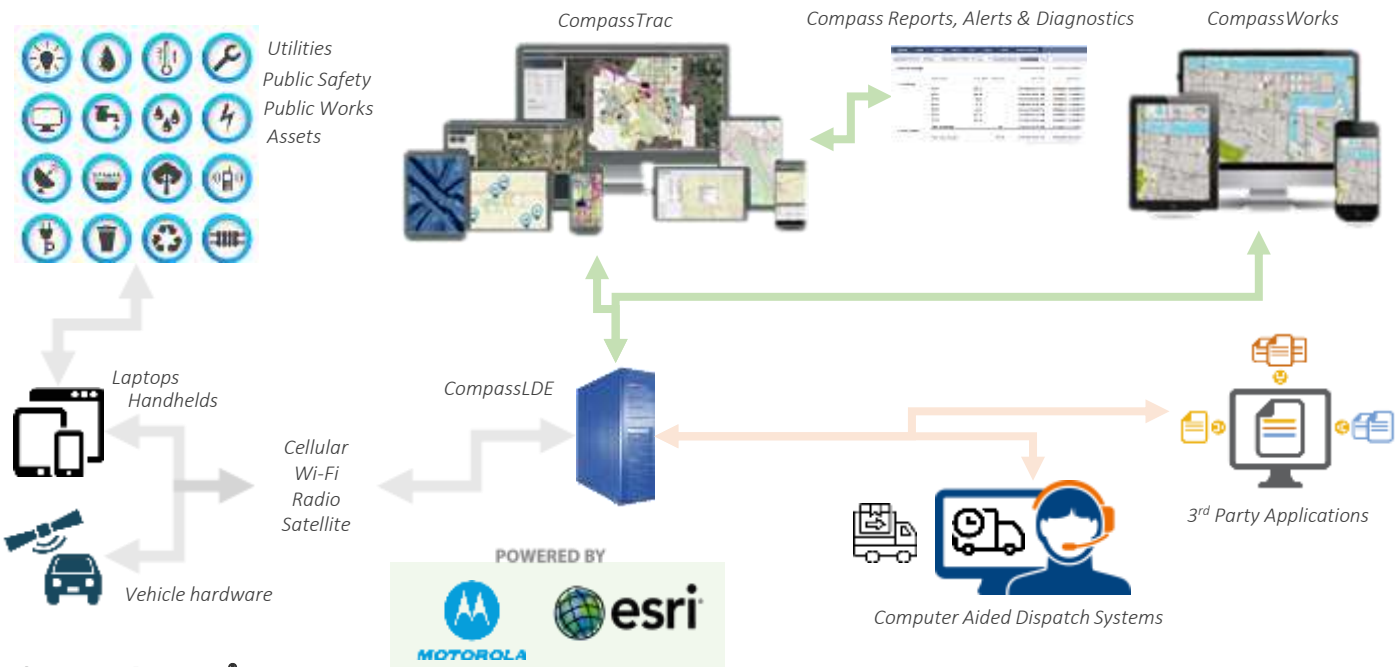 CompassTrac
Compass Reports, Alerts & Diagnostics
CompassWorks
Utilities
Public Safety
Public Works
Assets
Laptops
Handhelds
CompassLDE
Cellular
Wi-Fi
Radio
Satellite
3rd Party Applications
POWERED BY
Vehicle hardware
esri
MOTOROLA
Computer Aided Dispatch Systems